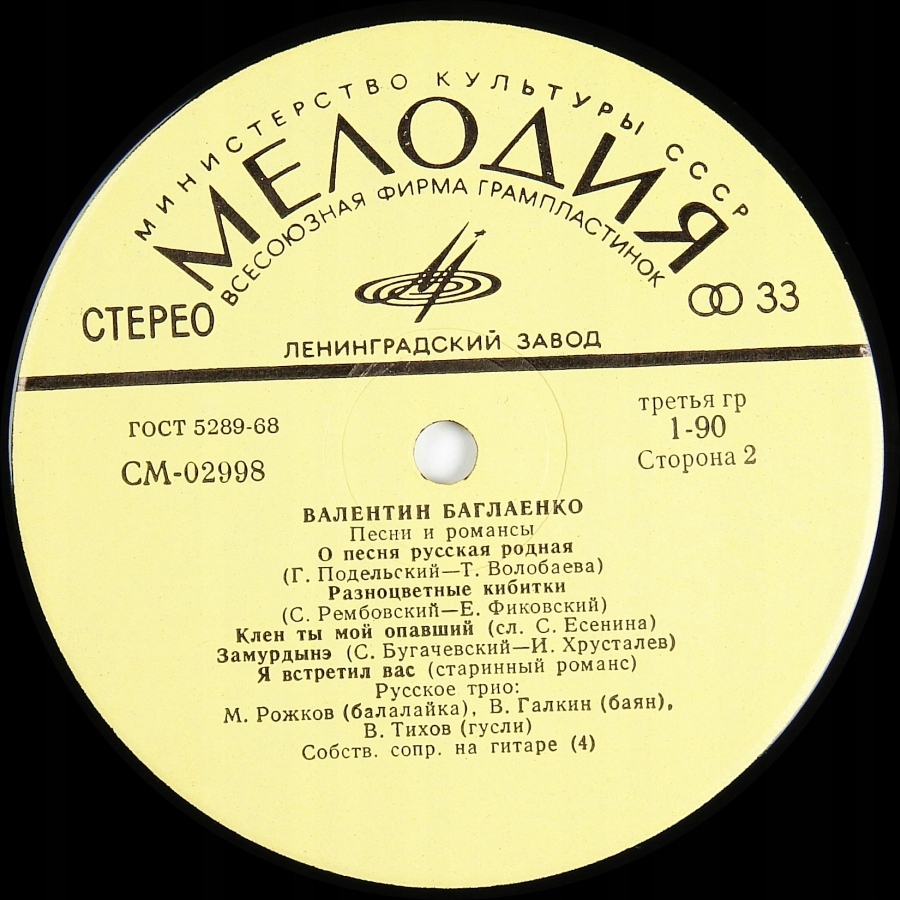 МИНИСТЕРСТВО КУЛЬТУРЫ СССР
МЕЛОДИЯ
ВСЕСОЮЗНАЯ ФИРМА ГРАМПЛАСТИНОК
СТЕРЕО
33
ЛЕНИНГРАДСКИЙ ЗАВОД
ГОСТ 5289-68
СМ-02998
третья гр
1-90
Сторона 2
ВАЛЕНТИН БАГЛАЕНКО
Песни и романсы
О песня русская родная
(Г. Подельский—Т. Волобаева)
Разноцветные кибитки
(С. Рембовский—Е. Фиковский)
Клен ты мой опавший (сл. С. Есенина)
Замурдынэ (С. Бугачевский—И. Хрусталев)
Я встретил вас (старинный романс)
Русское трио:
М. Рожков (балалайка), В. Галкин (баян),
В. Тихов (гусли)
Собств. сопр. на гитаре (4)